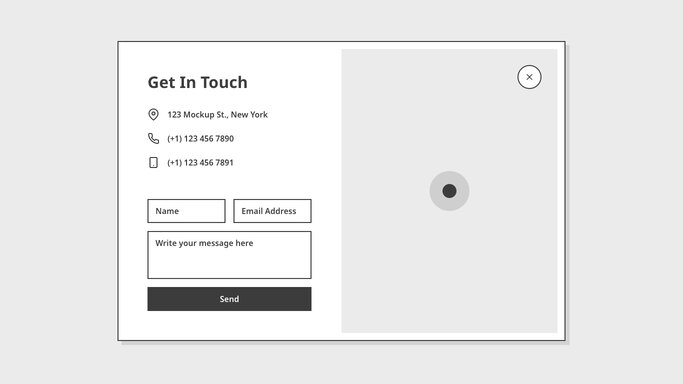 Get In Touch
123 Mockup St., New York
(+1) 123 456 7890
(+1) 123 456 7891
Name
Email Address
Write your message here
Send